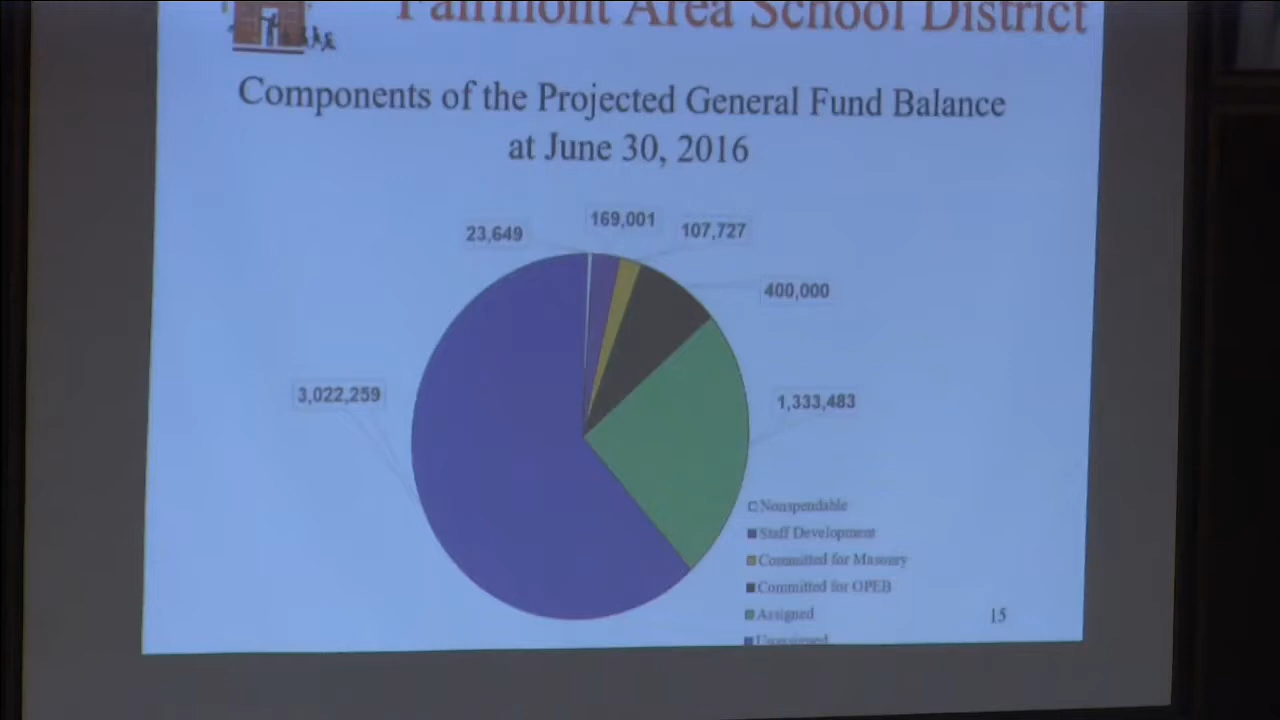 Fairmont Area School District
Components of the Projected General Fund Balance
at June 30, 2016
23,649
169,001
107,727
400,000
3,022,259
1,333,483
Nonspendable
Staff Development
Committed for Masonry
Committed for OPEB
Assigned
Unassigned
15